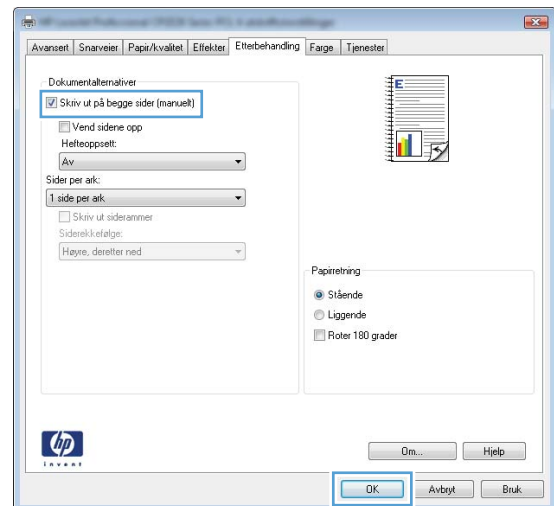 Avansert Snarveier Papir/kvalitet Effekter Etterbehandling Farge Tjenester
Dokumentalternativer
Skriv ut på begge sider (manuelt)
Vend sidene opp
Hefteoppsett:
Av
Sider per ark:
1 side per ark
Skriv ut siderammer
Siderekkefølge:
Høyre, deretter ned
E
Papirretning
Stående
Liggende
Roter 180 grader
hp
invent
Om... Hjelp
OK Avbryt Bruk